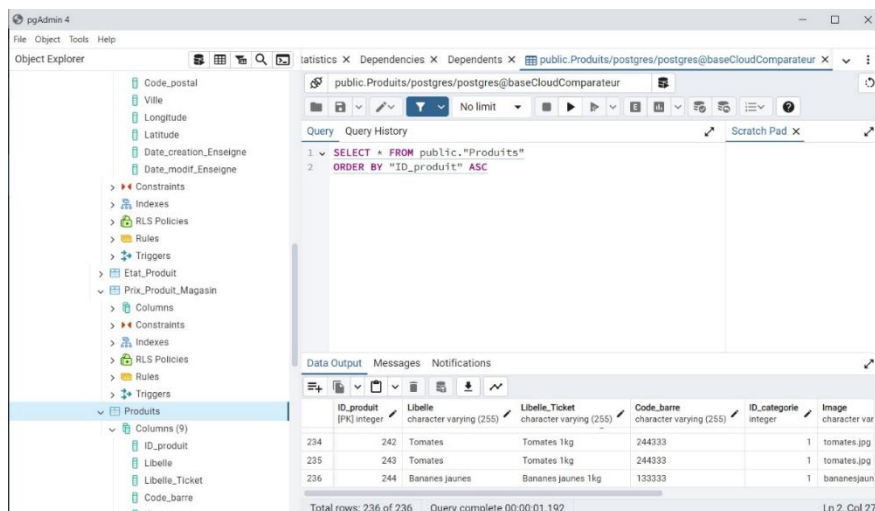 pgAdmin 4
File Object Tools Help
Object Explorer
tatistics X Dependencies X Dependents X public.Produits/postgres/postgres@baseCloudComparateur X
public.Produits/postgres/postgres@baseCloudComparateur
No limit
Query Query History
Scratch Pad X
1 SELECT * FROM public."Produits"
2 ORDER BY "ID_produit" ASC
Code_postal
Ville
Longitude
Latitude
Date_creation_Enseigne
Date_modif_Enseigne
Constraints
Indexes
RLS Policies
Rules
Triggers
Etat_Produit
Prix_Produit_Magasin
Columns
Constraints
Indexes
RLS Policies
Rules
Triggers
Produits
Columns (9)
ID_produit
Libelle
Libelle_Ticket
Code_barre
Data Output Messages Notifications
ID_produit [PK] integer
Libelle character varying (255)
Libelle_Ticket character varying (255)
Code_barre character varying (255)
ID_categorie integer
Image character var
234 242 Tomates Tomates 1kg 244333 1 tomates.jpg
235 243 Tomates Tomates 1kg 244333 1 tomates.jpg
236 244 Bananes jaunes Bananes jaunes 1kg 133333 1 bananesjaun
Total rows: 236 of 236 Query complete 00:00:01.192 Ln 2, Col 27